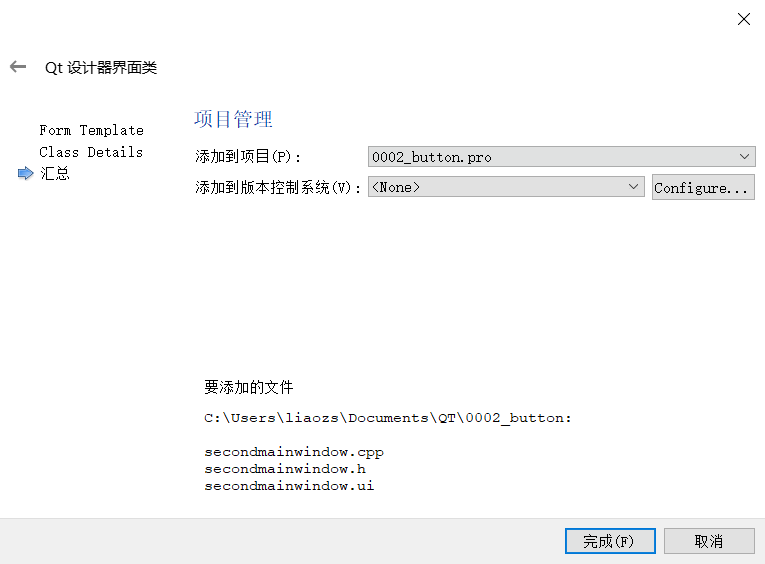 Qt 设计器界面类
Form Template
Class Details
汇总
项目管理
添加到项目(P): 0002_button.pro
添加到版本控制系统(V): <None> Configure...
要添加的文件
C:\Users\liaozs\Documents\QT\0002_button:
secondmainwindow.cpp
secondmainwindow.h
secondmainwindow.ui
完成(F) 取消